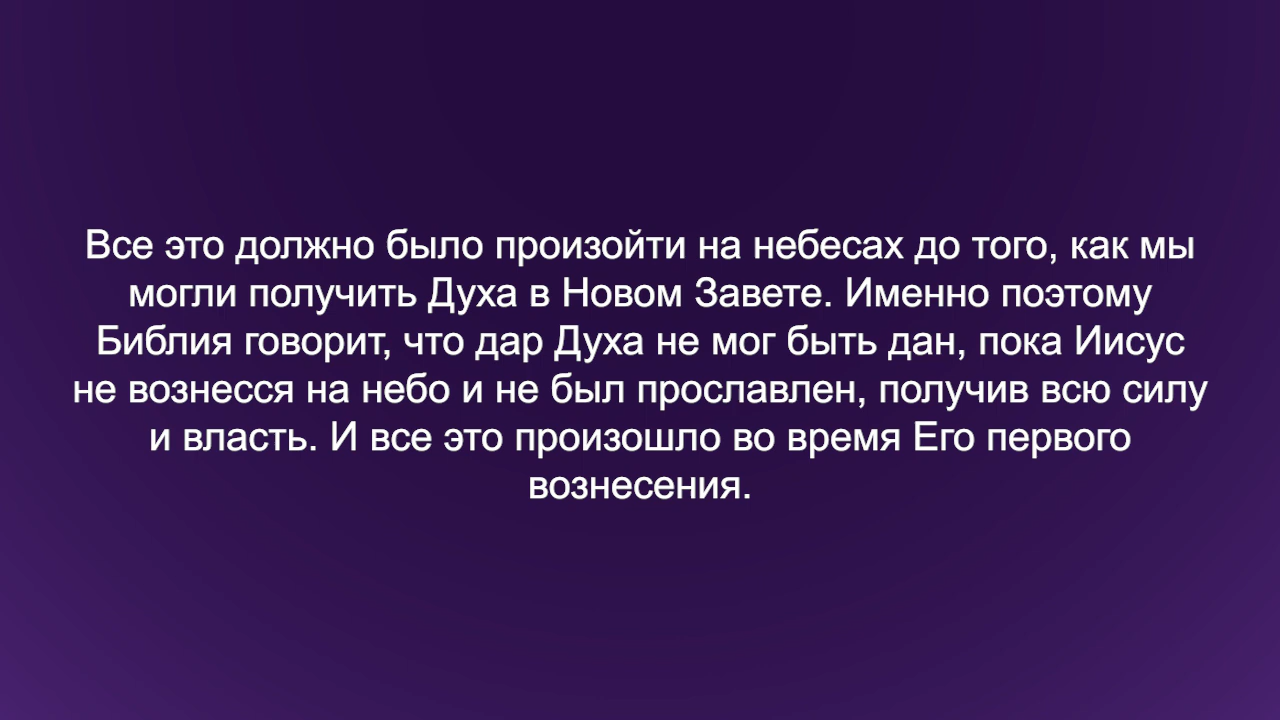 Все это должно было произойти на небесах до того, как мы
могли получить Духа в Новом Завете. Именно поэтому
Библия говорит, что дар Духа не мог быть дан, пока Иисус
не вознесся на небо и не был прославлен, получив всю силу
и власть. И все это произошло во время Его первого
вознесения.